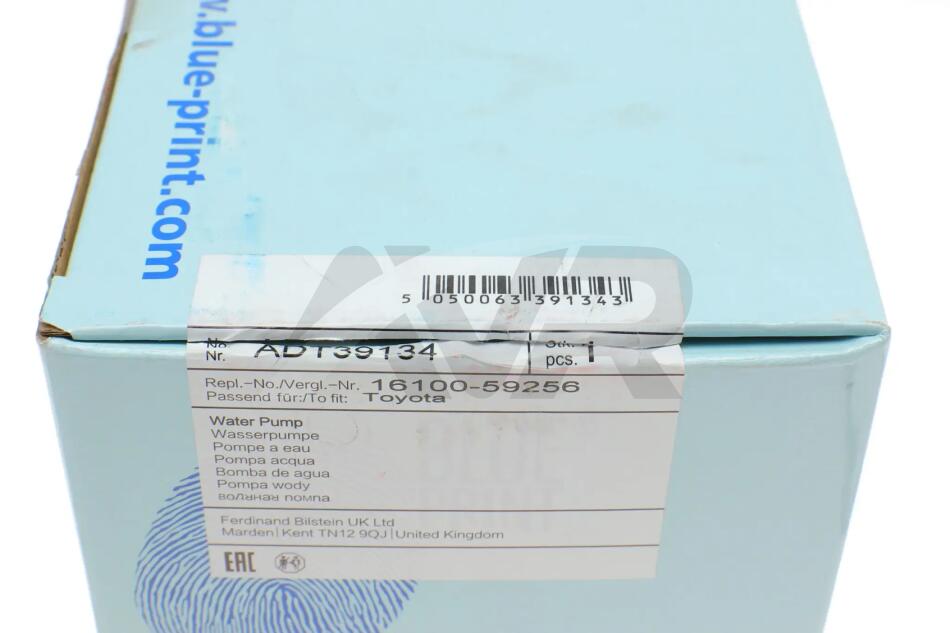 w.blue-print.com
5 050063 391343
No.
Nr. ADT39134
Stk.
pcs. 1
Repl.-No./Vergl.-Nr. 16100-59256
Passend für:/To fit: Toyota
Water Pump
Wasserpumpe
Pompe a eau
Pompa acqua
Bomba de agua
Pompa wody
водяная помпа
Ferdinand Bilstein UK Ltd
Marden | Kent TN12 9QJ | United Kingdom
EAC
AVR